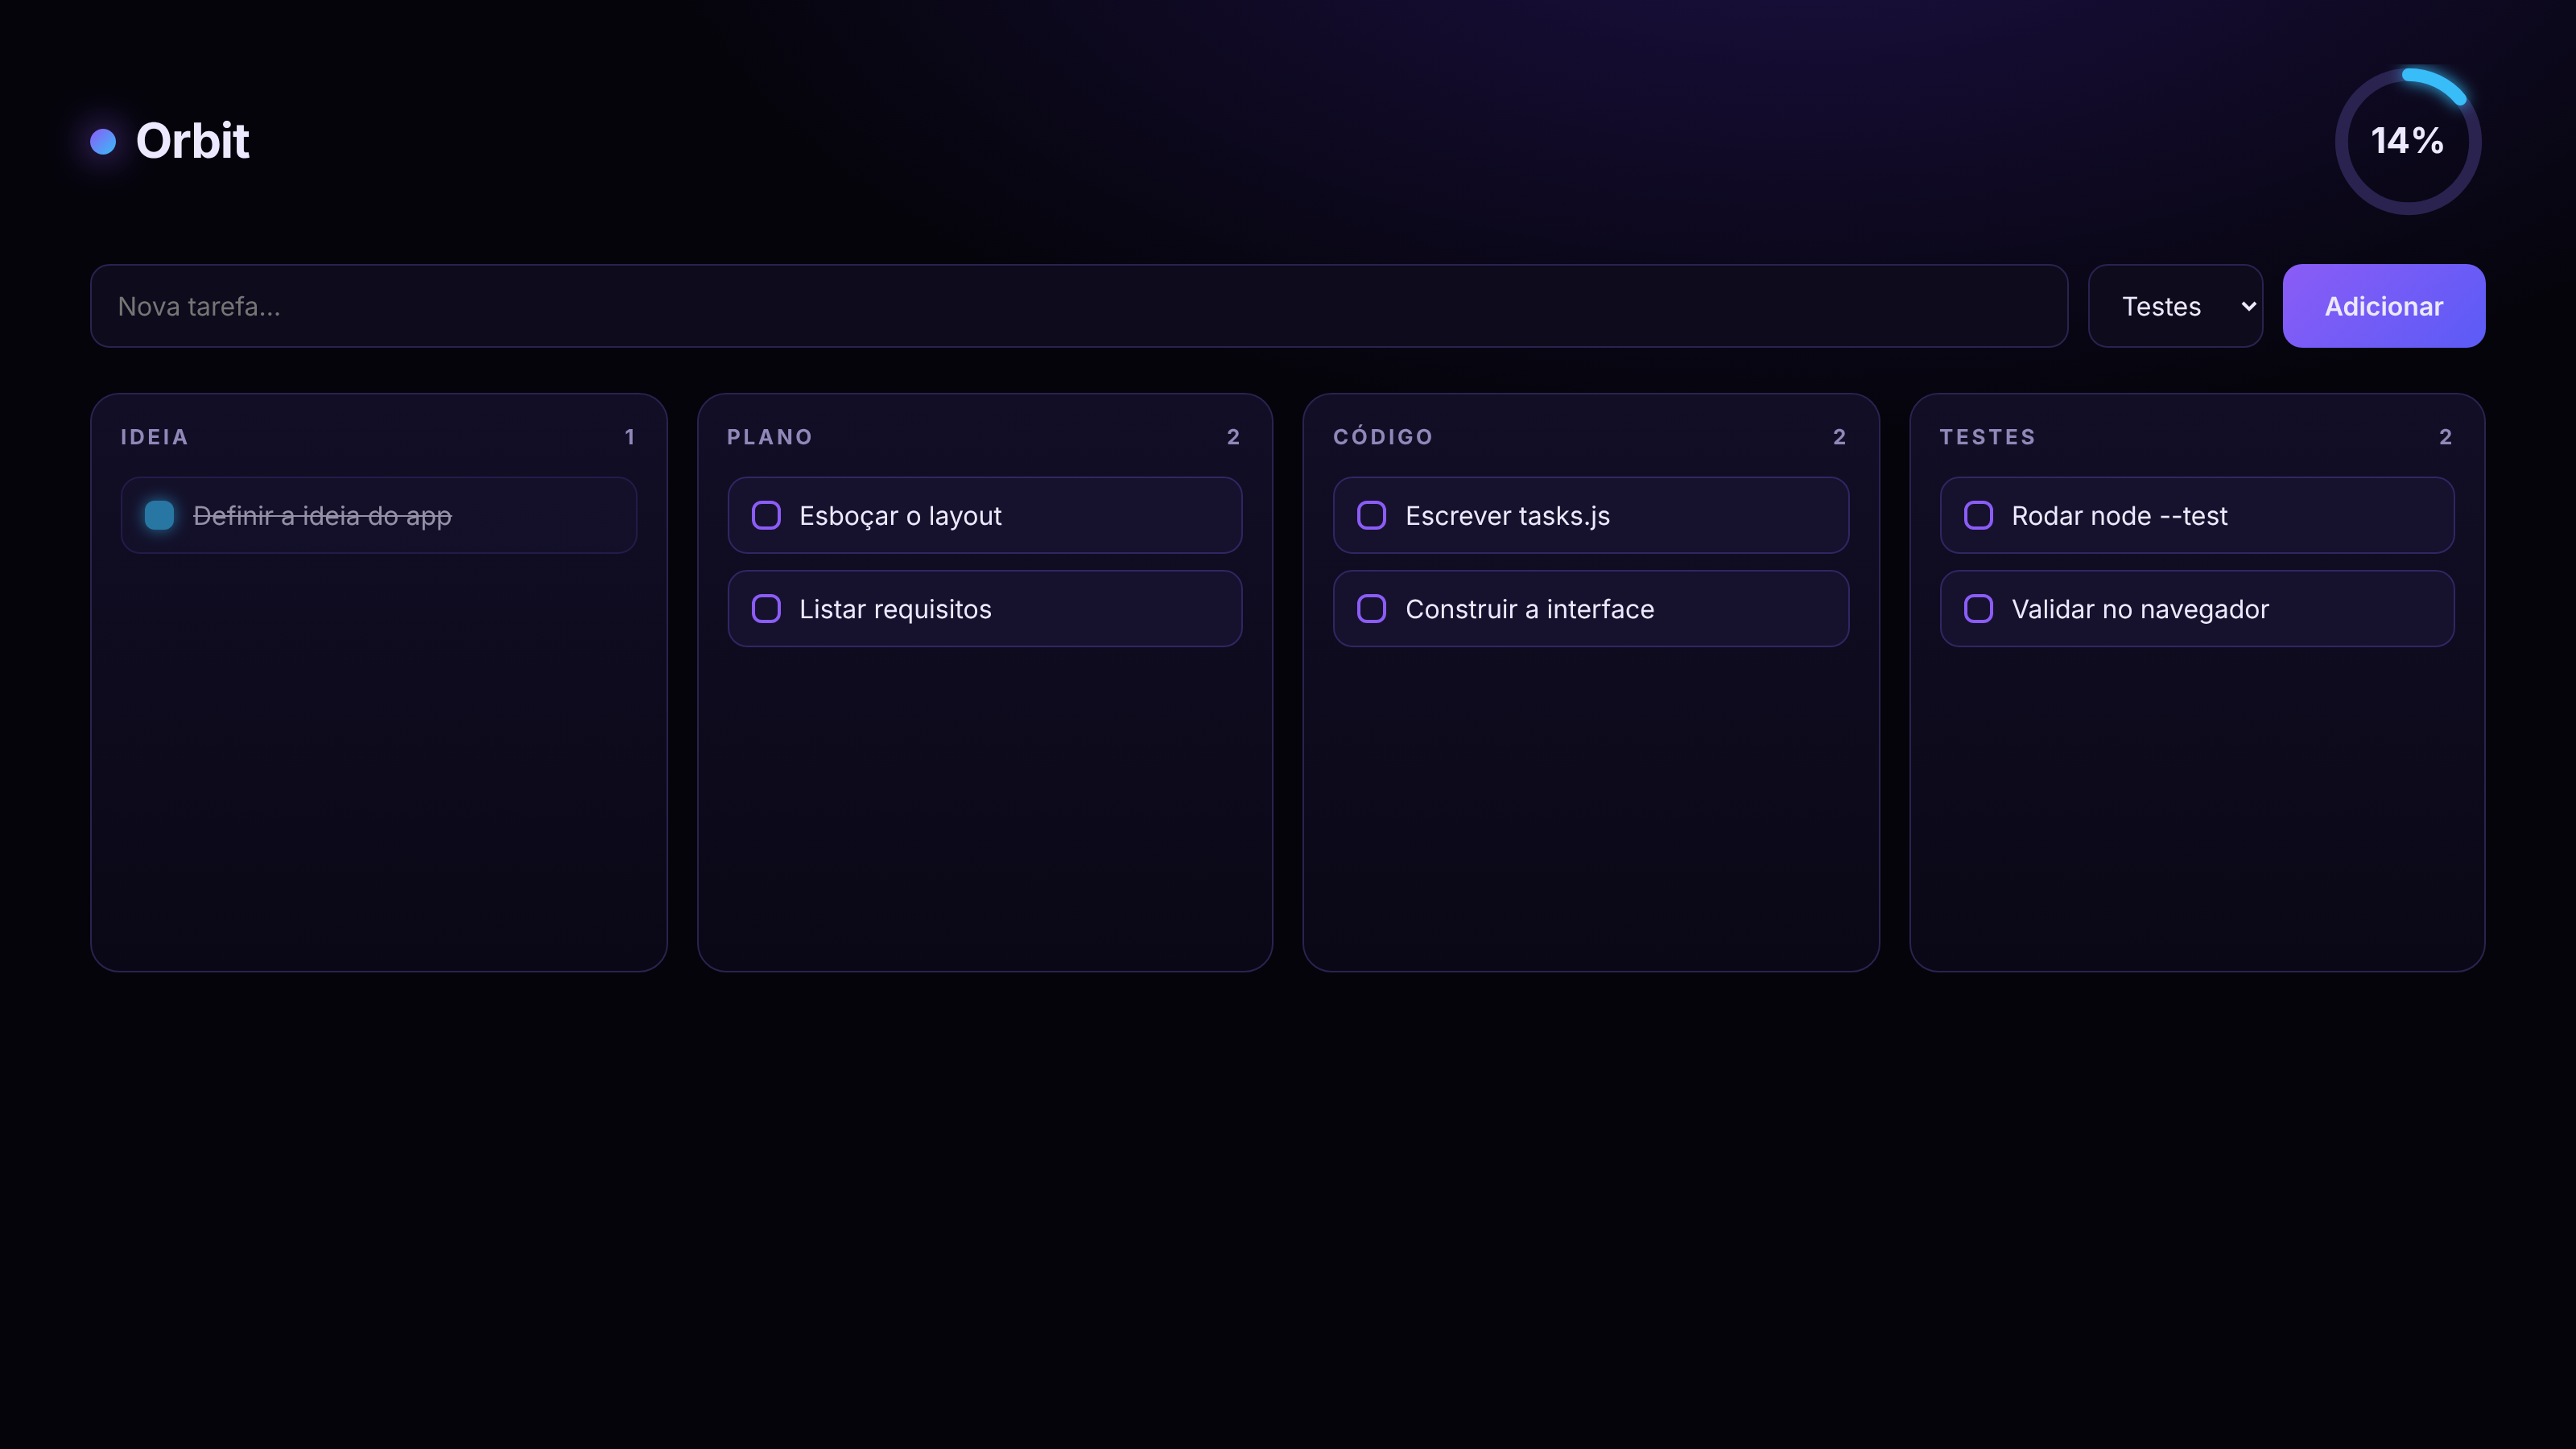 Orbit
14%
Nova tarefa...
Testes
Adicionar
IDEIA 1
Definir a ideia do app
PLANO 2
Esboçar o layout
Listar requisitos
CÓDIGO 2
Escrever tasks.js
Construir a interface
TESTES 2
Rodar node --test
Validar no navegador